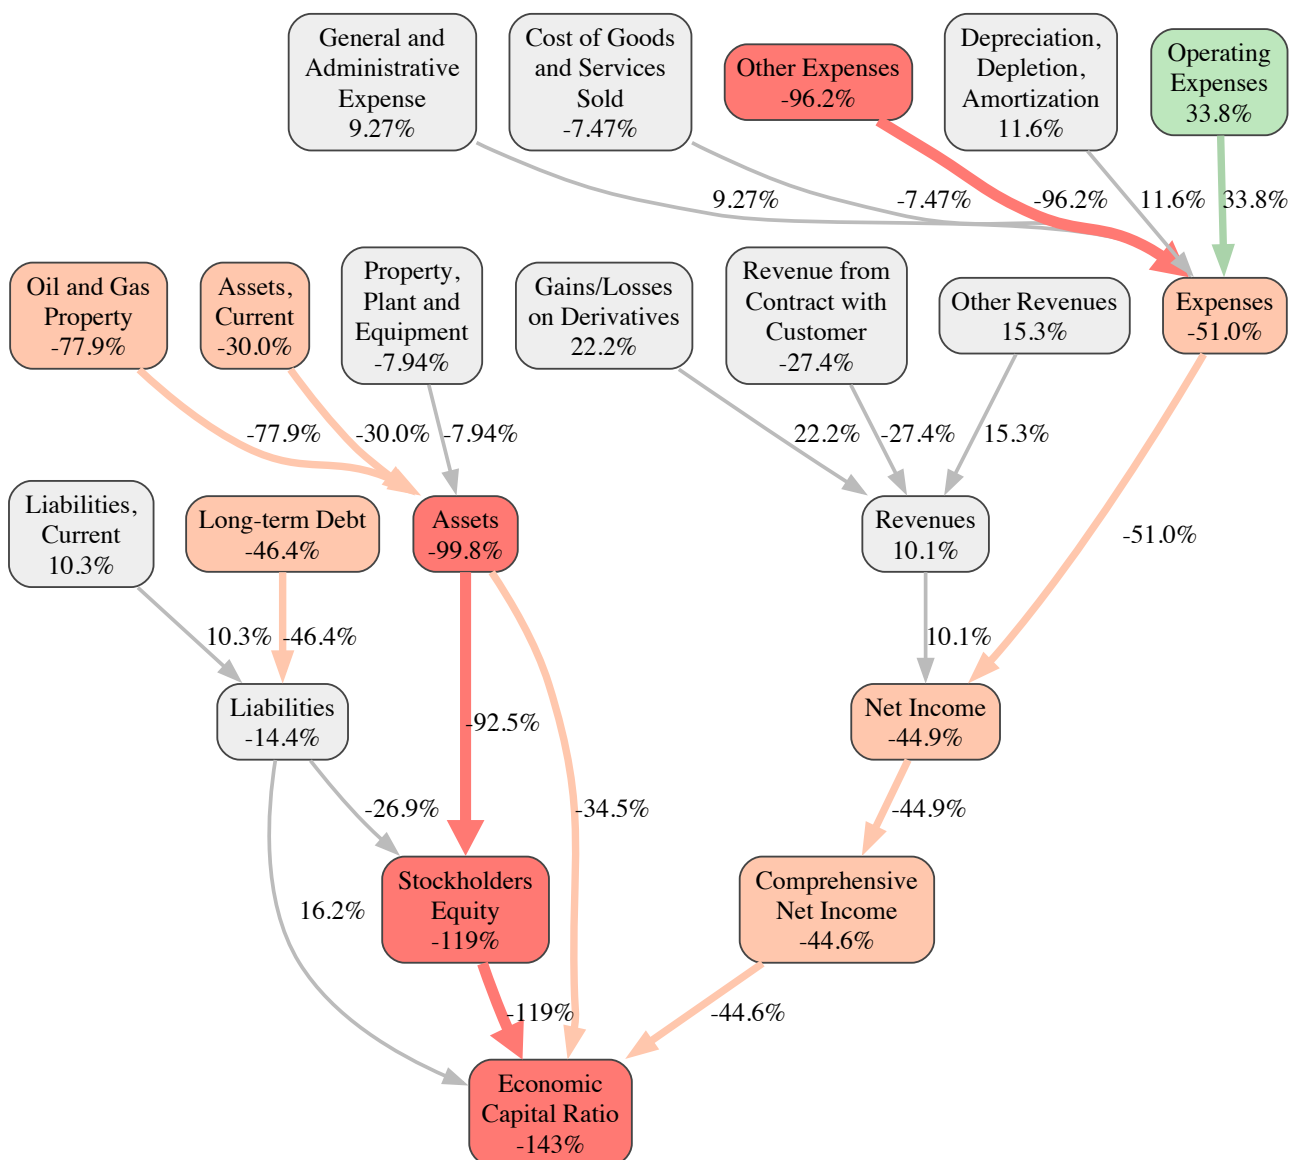 General and
Administrative
Expense
9.27%
Cost of Goods
and Services
Sold
-7.47%
Other Expenses
-96.2%
Depreciation,
Depletion,
Amortization
11.6%
Operating
Expenses
33.8%
9.27%
-7.47%
-96.2%
11.6%
33.8%
Oil and Gas
Property
-77.9%
Assets,
Current
-30.0%
Property,
Plant and
Equipment
-7.94%
Gains/Losses
on Derivatives
22.2%
Revenue from
Contract with
Customer
-27.4%
Other Revenues
15.3%
Expenses
-51.0%
-77.9%
-30.0%
-7.94%
22.2%
-27.4%
15.3%
Liabilities,
Current
10.3%
Long-term Debt
-46.4%
Assets
-99.8%
Revenues
10.1%
-51.0%
10.3%
-46.4%
10.1%
Liabilities
-14.4%
-92.5%
Net Income
-44.9%
-26.9%
-34.5%
-44.9%
16.2%
Stockholders
Equity
-119%
Comprehensive
Net Income
-44.6%
-119%
-44.6%
Economic
Capital Ratio
-143%